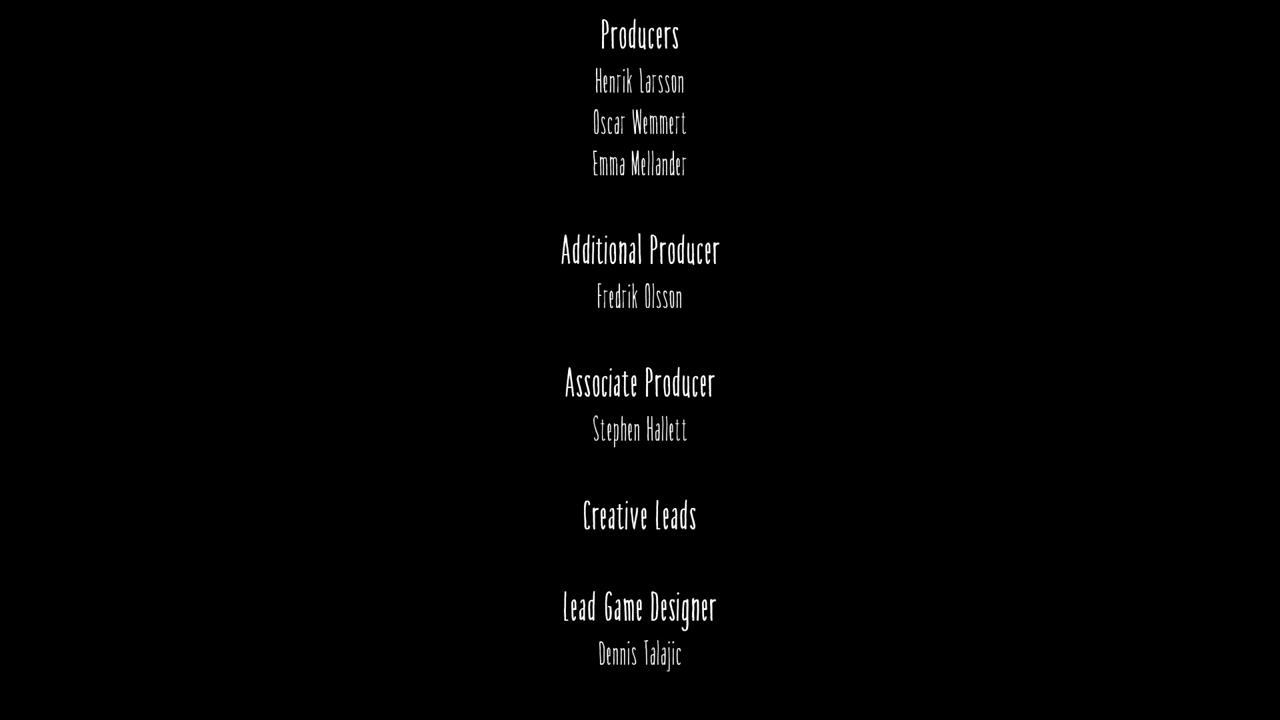 Producers
Henrik Larsson
Oscar Wemmert
Emma Mellander
Additional Producer
Fredrik Olsson
Associate Producer
Stephen Hallett
Creative Leads
Lead Game Designer
Dennis Talajic